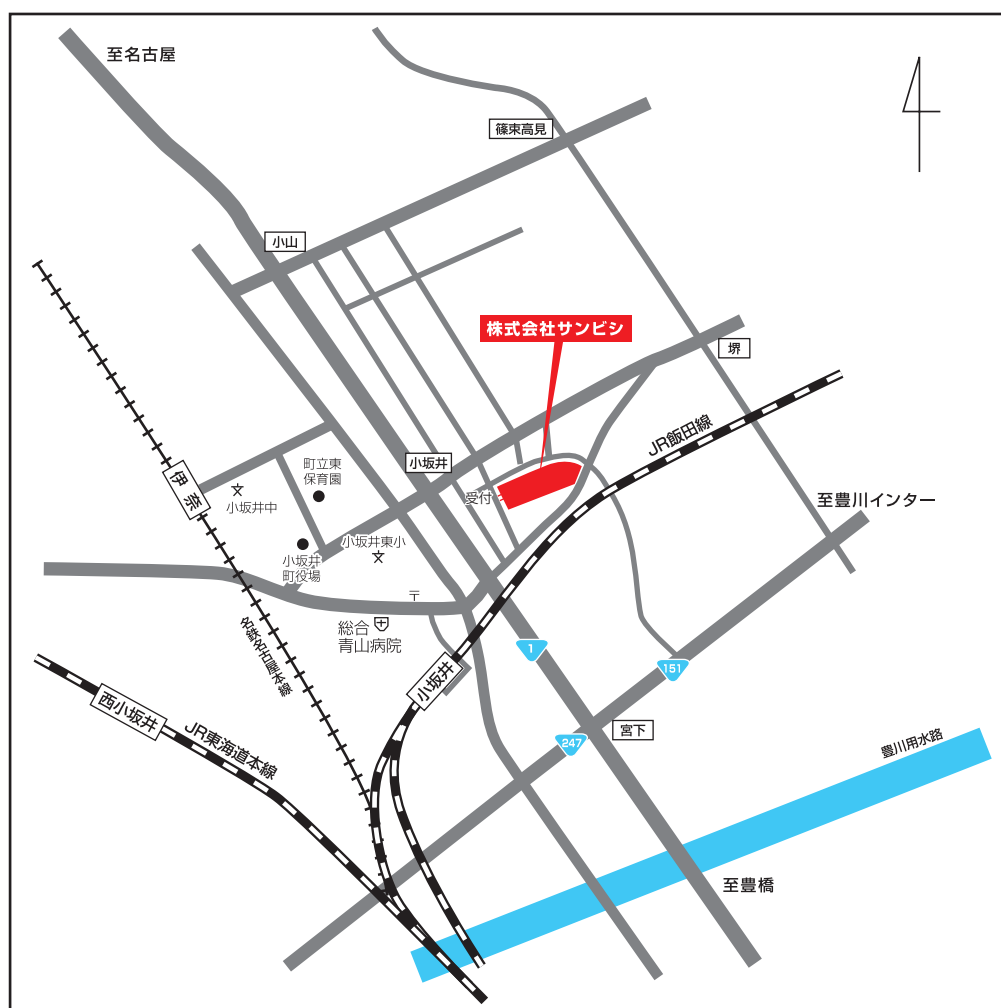 至名古屋
篠束高見
小山
株式会社サンビシ
堺
JR飯田線
小坂井
町立東
保育園
伊奈
受付
小坂井中
至豊川インター
小坂井東小
小坂井
町役場
〒
総合
青山病院
名鉄名古屋本線
1
151
小坂井
西小坂井
JR東海道本線
宮下
247
豊川用水路
至豊橋